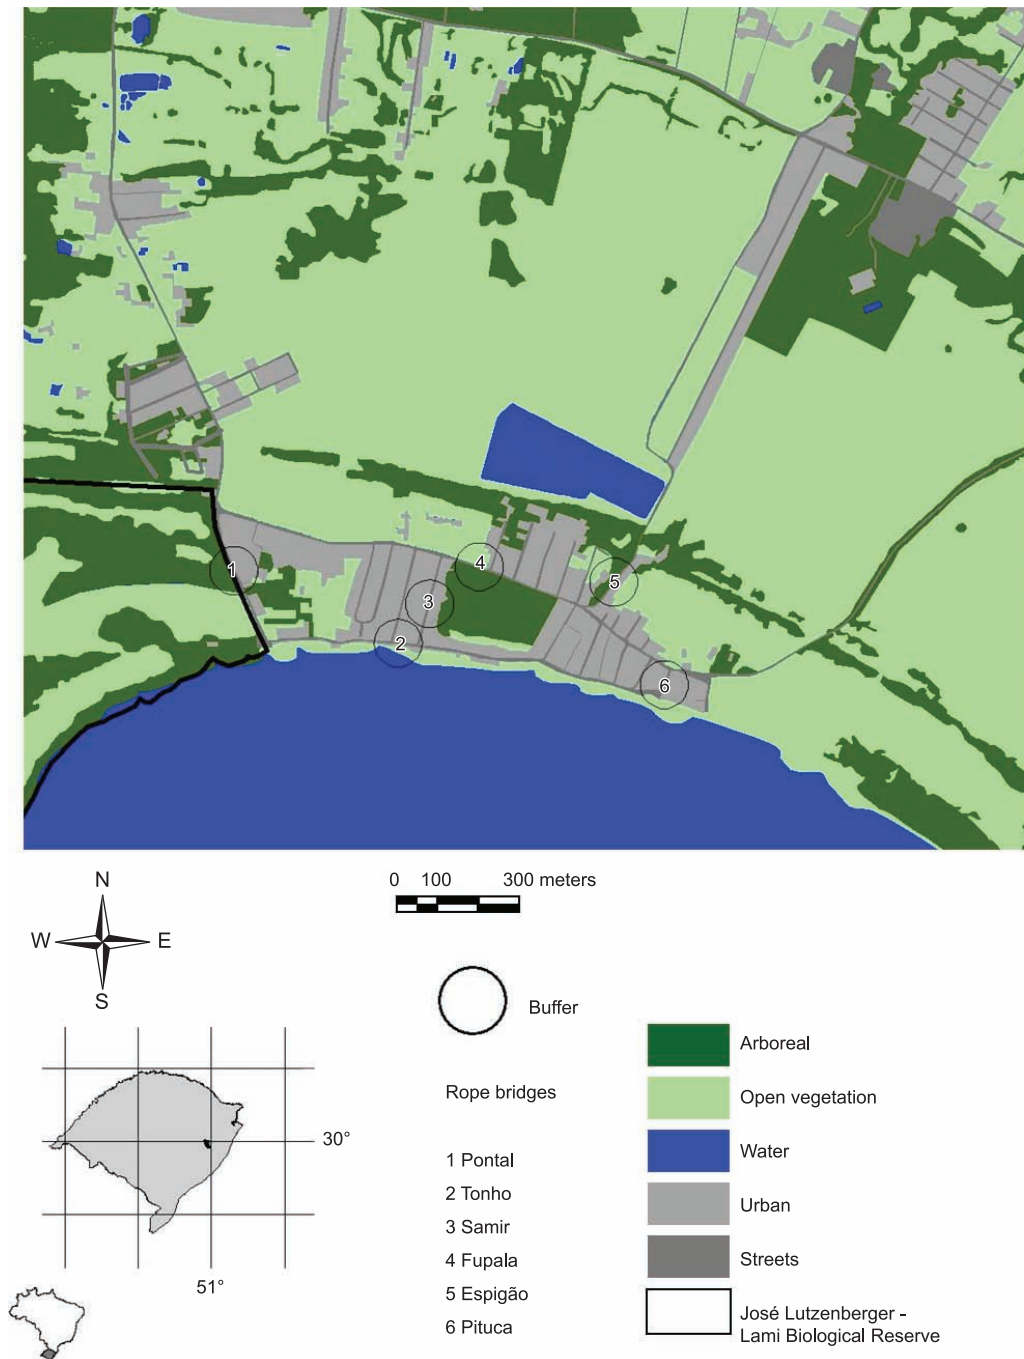 1
2
3
4
5
6
N
W E
S
0 100 300 meters
Buffer
Rope bridges
1 Pontal
2 Tonho
3 Samir
4 Fupala
5 Espigão
6 Pituca
Arboreal
Open vegetation
Water
Urban
Streets
José Lutzenberger -
Lami Biological Reserve
30°
51°